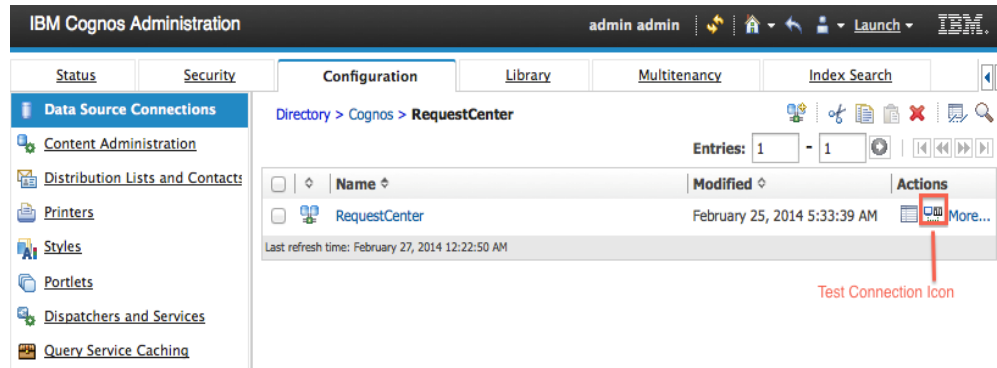 IBM Cognos Administration
admin admin
Launch
IBM.
Status
Security
Configuration
Library
Multitenancy
Index Search
Data Source Connections
Content Administration
Distribution Lists and Contacts
Printers
Styles
Portlets
Dispatchers and Services
Query Service Caching
Directory > Cognos > RequestCenter
Entries: 1 - 1
Name Modified Actions
RequestCenter February 25, 2014 5:33:39 AM More...
Last refresh time: February 27, 2014 12:22:50 AM
Test Connection Icon